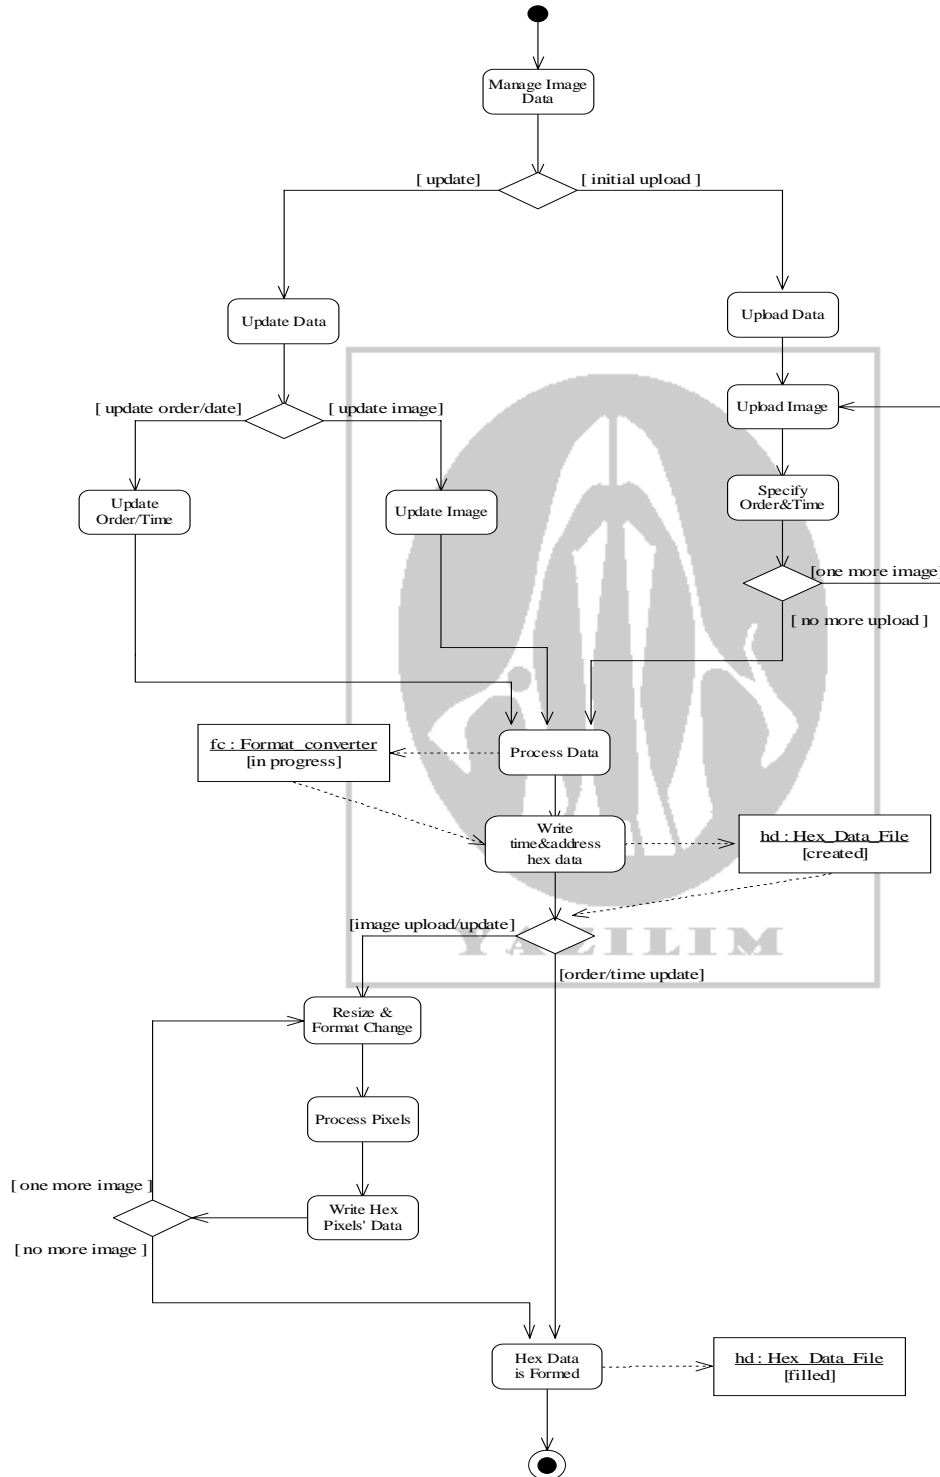 Manage Image
Data
[ update]
[ initial upload ]
Update Data
Upload Data
[ update order/date]
[ update image]
Upload Image
Update
Order/Time
Update Image
Specify
Order&Time
[one more image]
[ no more upload ]
fc : Format_converter
[in progress]
Process Data
Write
time&address
hex data
hd : Hex_Data_File
[created]
[image upload/update]
YAZILIM
[order/time update]
Resize &
Format Change
Process Pixels
[ one more image ]
Write Hex
Pixels' Data
[ no more image ]
Hex Data
is Formed
hd : Hex_Data_File
[filled]